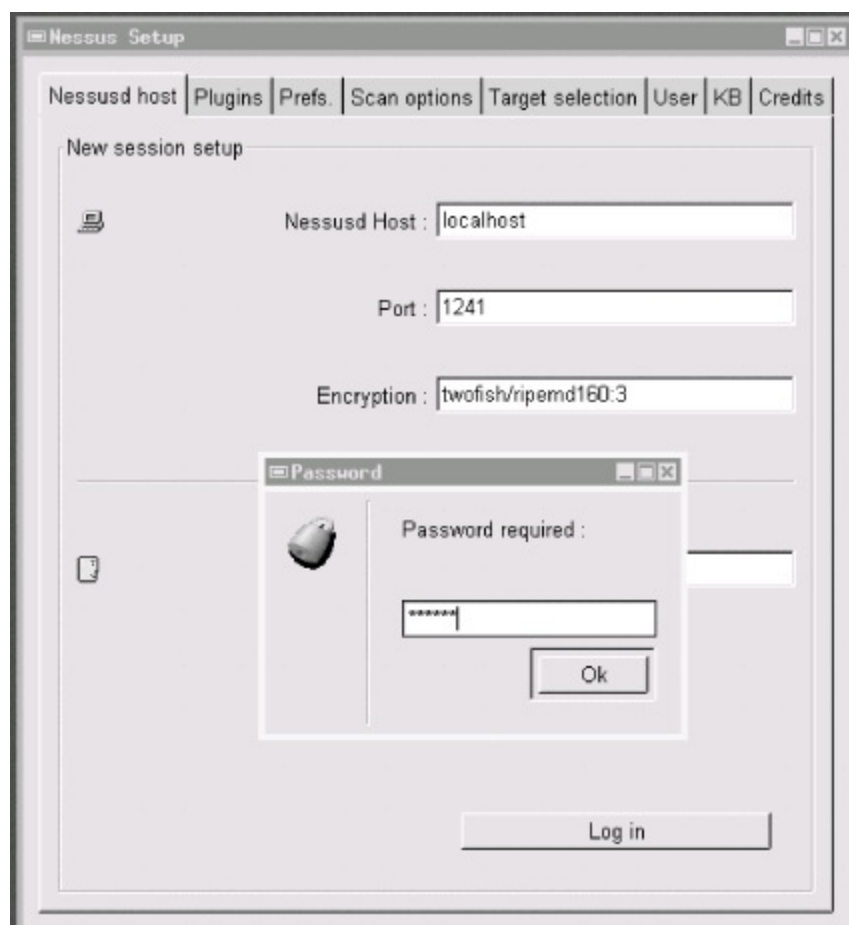 Nessus Setup
Nessusd host Plugins Prefs. Scan options Target selection User KB Credits
New session setup
Nessusd Host : localhost
Port : 1241
Encryption : twofish/ripemd160:3
Password
Password required :
******
Ok
Log in